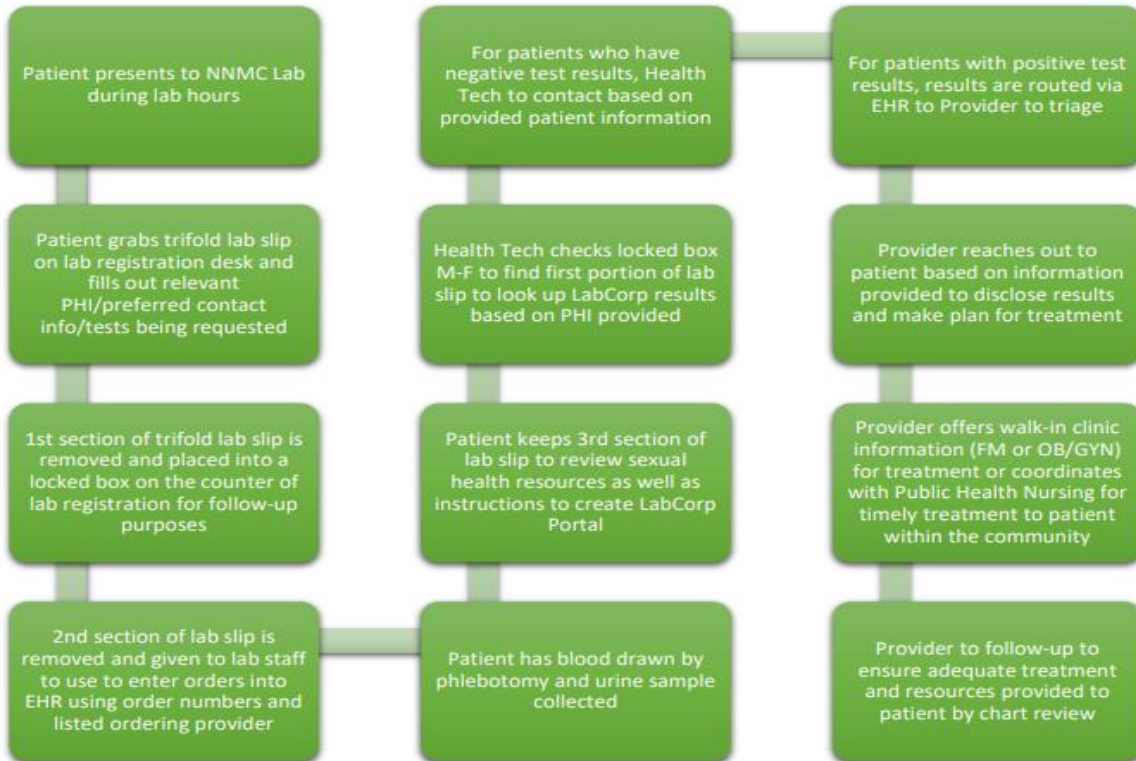 Patient presents to NNMC Lab
during lab hours
Patient grabs trifold lab slip
on lab registration desk and
fills out relevant
PHI/preferred contact
info/tests being requested
1st section of trifold lab slip is
removed and placed into a
locked box on the counter of
lab registration for follow-up
purposes
2nd section of lab slip is
removed and given to lab staff
to use to enter orders into
EHR using order numbers and
listed ordering provider
Patient has blood drawn by
phlebotomy and urine sample
collected
Patient keeps 3rd section of
lab slip to review sexual
health resources as well as
instructions to create LabCorp
Portal
Health Tech checks locked box
M-F to find first portion of lab
slip to look up LabCorp results
based on PHI provided
For patients who have
negative test results, Health
Tech to contact based on
provided patient information
For patients with positive test
results, results are routed via
EHR to Provider to triage
Provider reaches out to
patient based on information
provided to disclose results
and make plan for treatment
Provider offers walk-in clinic
information (FM or OB/GYN)
for treatment or coordinates
with Public Health Nursing for
timely treatment to patient
within the community
Provider to follow-up to
ensure adequate treatment
and resources provided to
patient by chart review